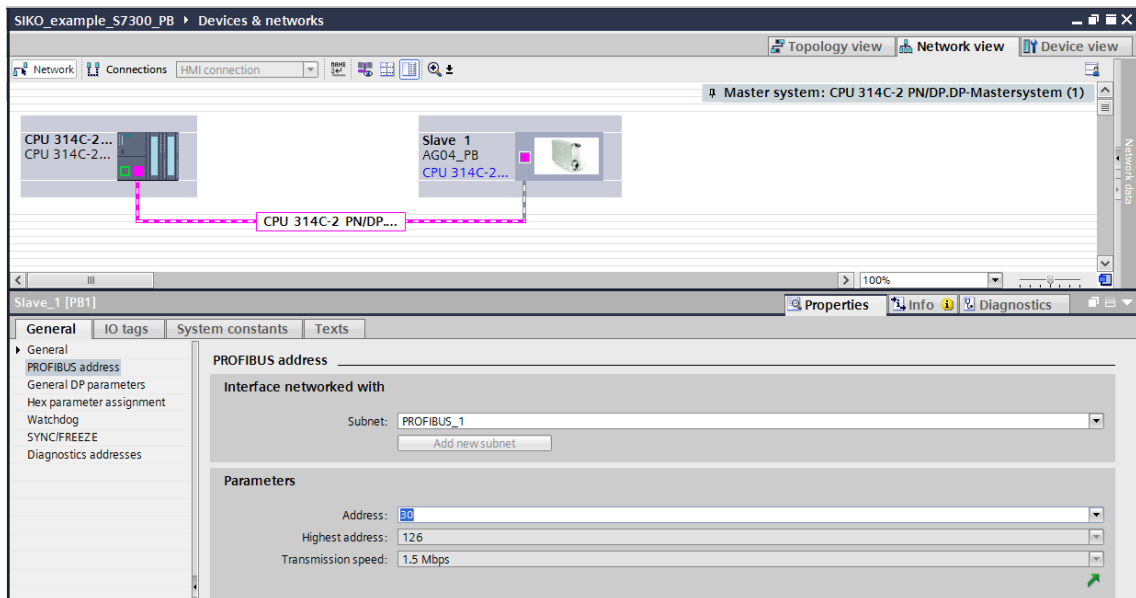 SIKO_example_S7300_PB ▸ Devices & networks
Topology view Network view Device view
Network Connections HMI connection
Master system: CPU 314C-2 PN/DP.DP-Mastersystem (1)
CPU 314C-2...
CPU 314C-2...
Slave_1
AG04_PB
CPU 314C-2...
CPU 314C-2 PN/DP....
Network data
100%
Slave_1 [PB1]
Properties Info Diagnostics
General IO tags System constants Texts
General
PROFIBUS address
General DP parameters
Hex parameter assignment
Watchdog
SYNC/FREEZE
Diagnostics addresses
PROFIBUS address
Interface networked with
Subnet: PROFIBUS_1
Add new subnet
Parameters
Address: 30
Highest address: 126
Transmission speed: 1.5 Mbps